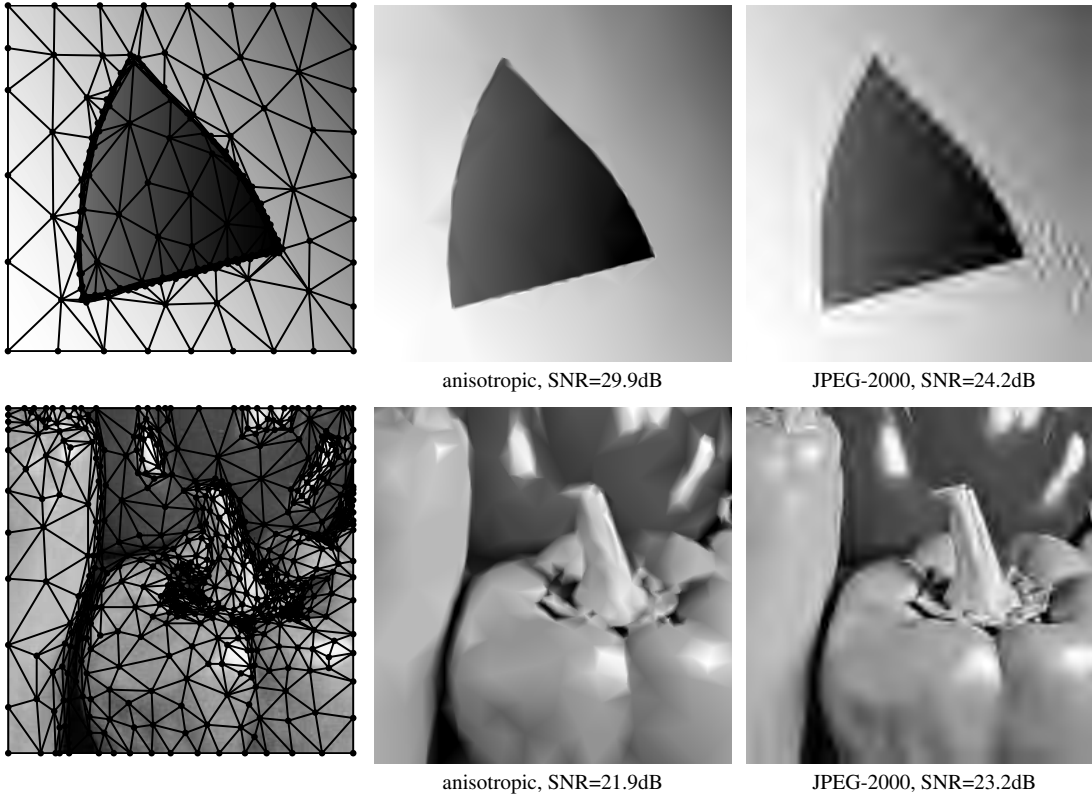 anisotropic, SNR=29.9dB
JPEG-2000, SNR=24.2dB
anisotropic, SNR=21.9dB
JPEG-2000, SNR=23.2dB